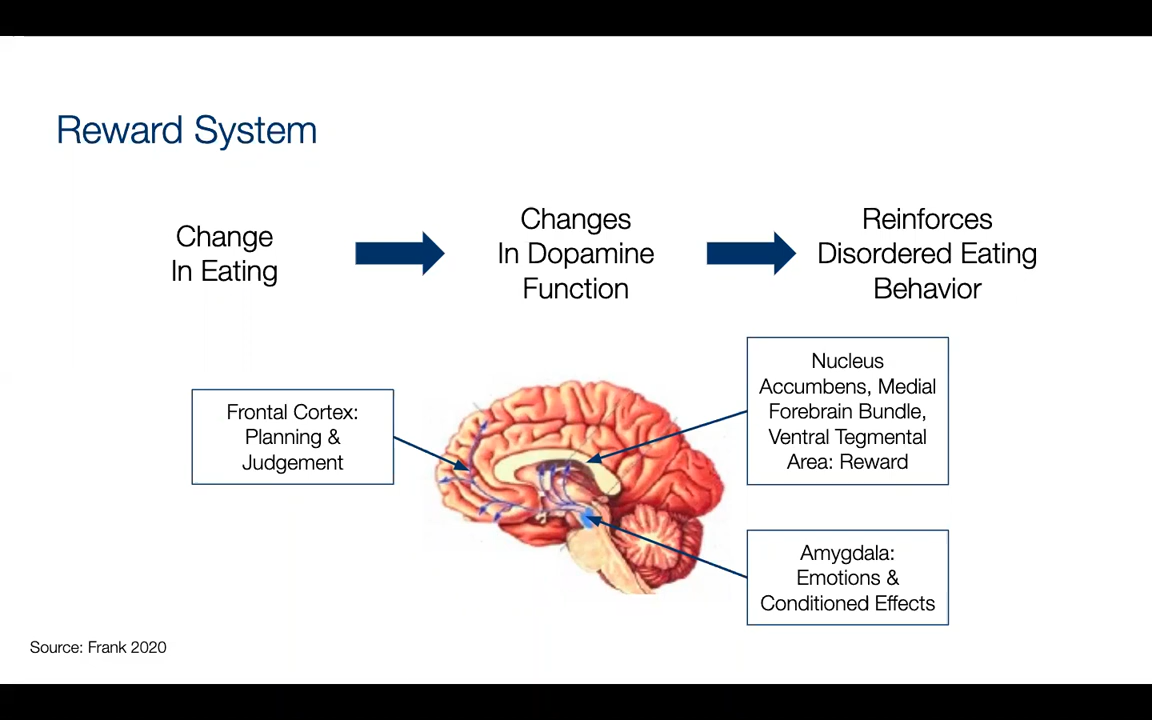 Reward System
Change
In Eating
Changes
In Dopamine
Function
Reinforces
Disordered Eating
Behavior
Frontal Cortex:
Planning &
Judgement
Nucleus
Accumbens, Medial
Forebrain Bundle,
Ventral Tegmental
Area: Reward
Amygdala:
Emotions &
Conditioned Effects
Source: Frank 2020